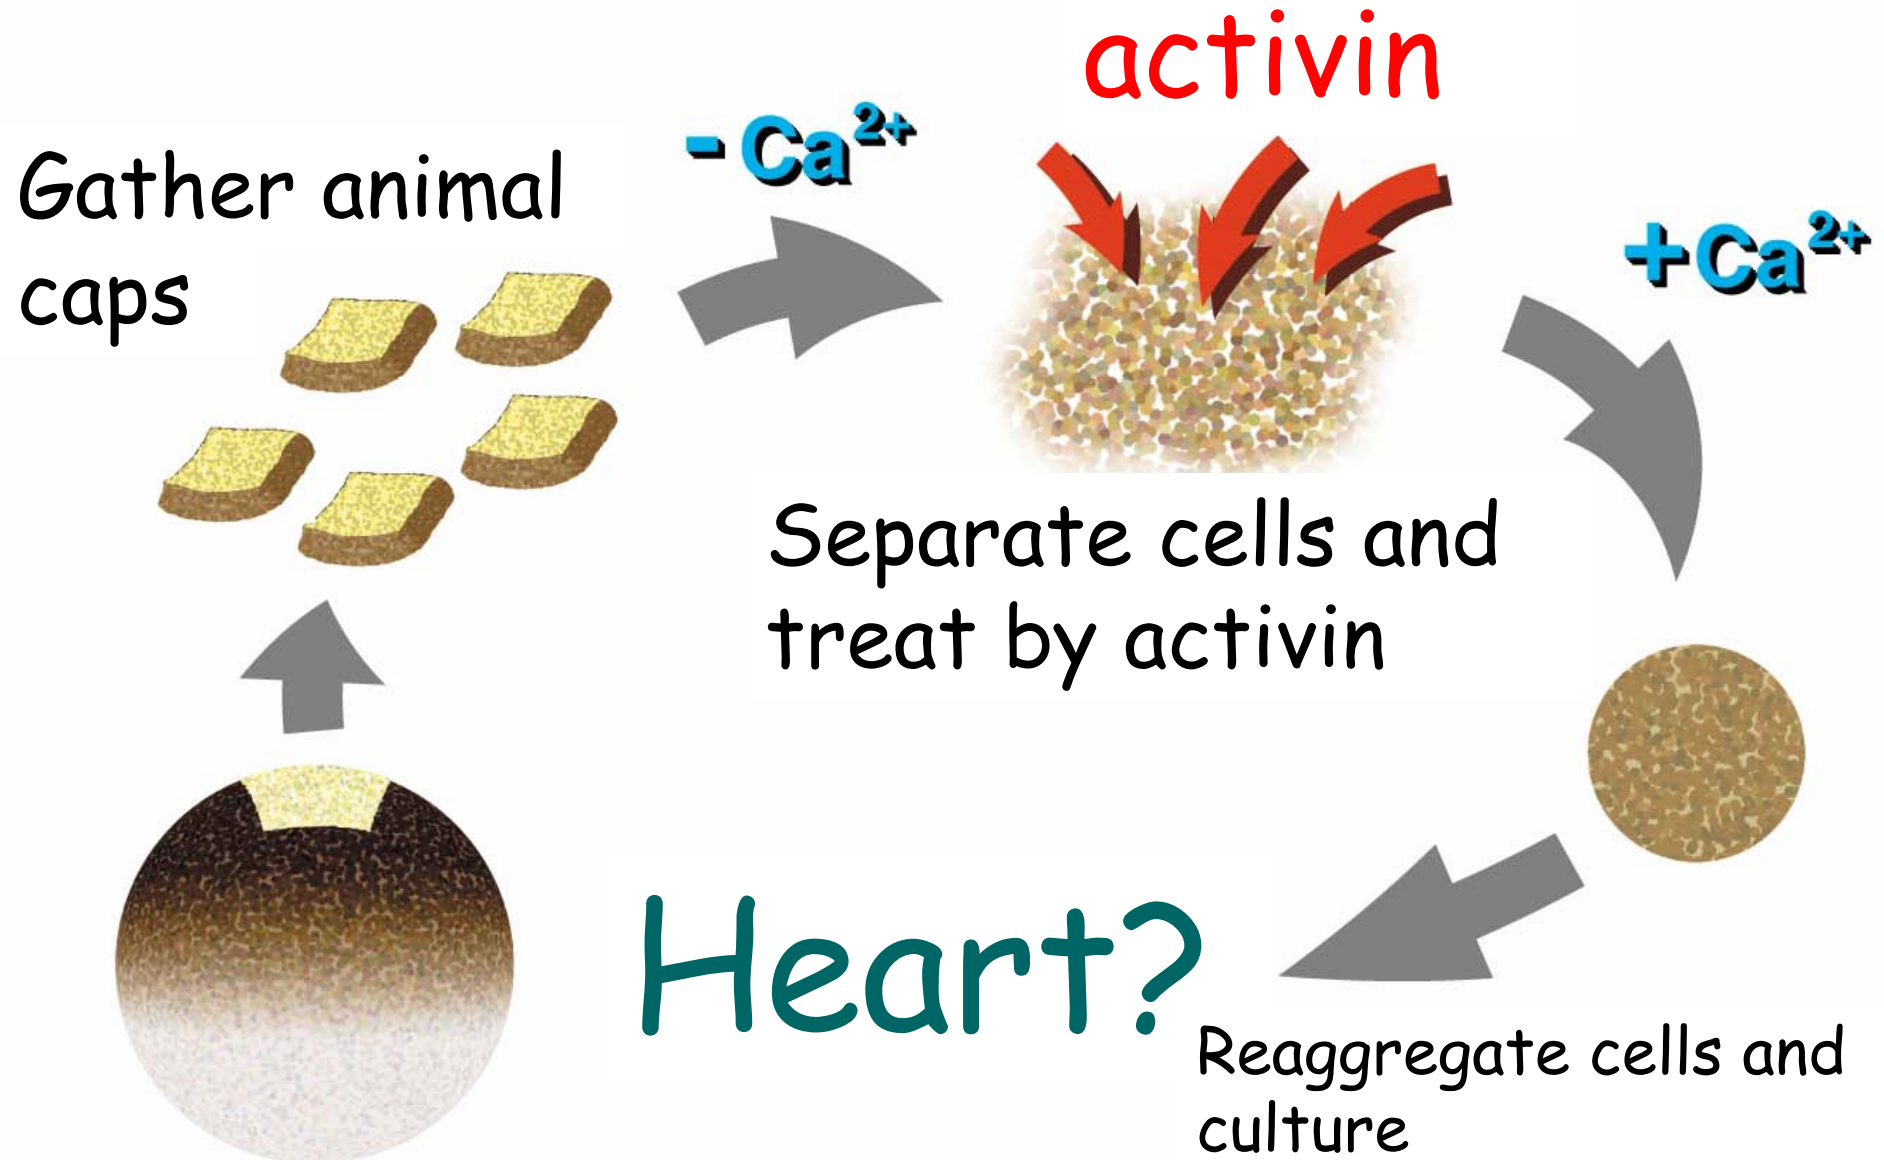 Gather animal
caps
- Ca2+
activin
Separate cells and
treat by activin
+Ca2+
Reaggregate cells and
culture
Heart?